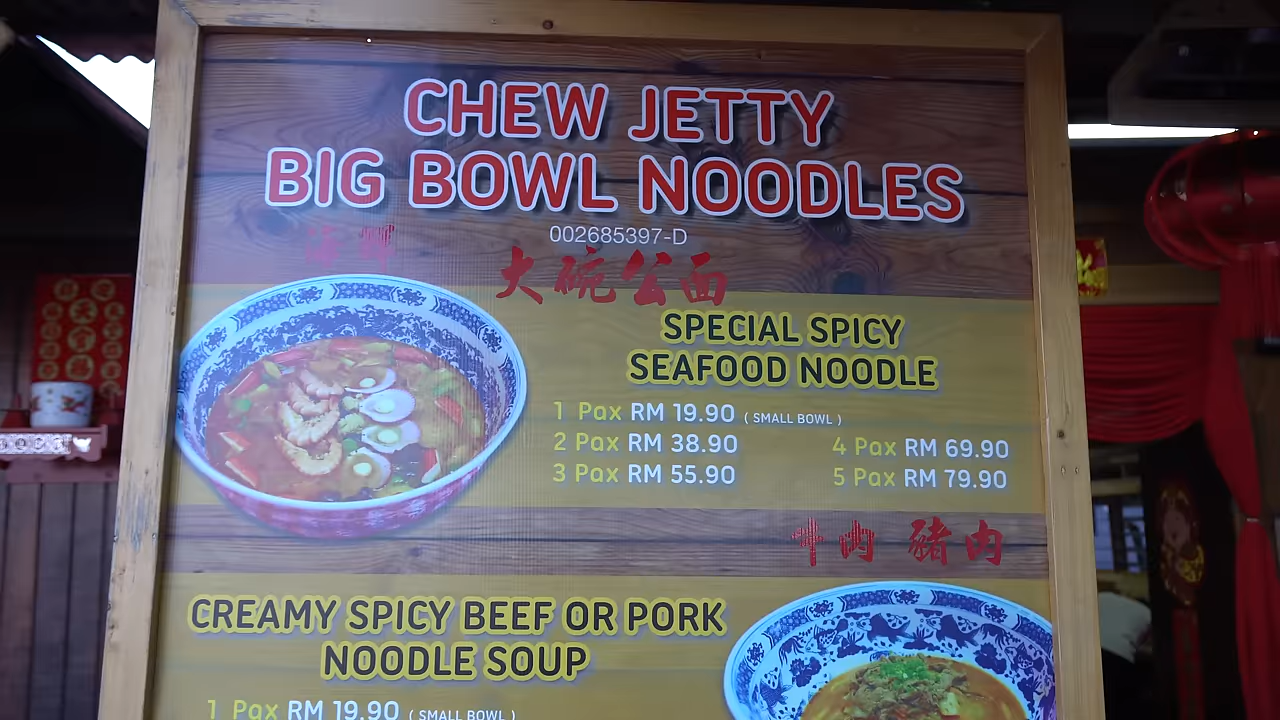 CHEW JETTY
BIG BOWL NOODLES
002685397-D
海鲜
大碗公面
SPECIAL SPICY
SEAFOOD NOODLE
1 Pax RM 19.90 ( SMALL BOWL )
2 Pax RM 38.90
3 Pax RM 55.90
4 Pax RM 69.90
5 Pax RM 79.90
牛肉 豬肉
CREAMY SPICY BEEF OR PORK
NOODLE SOUP
1 Pax RM 19.90 ( SMALL BOWL )